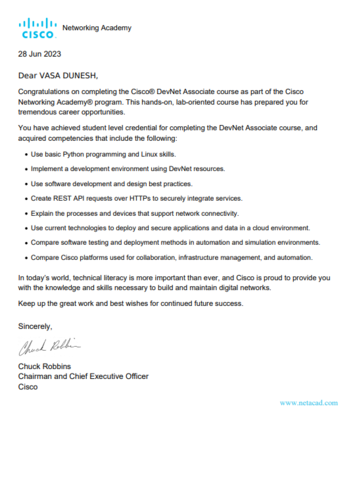 CISCO
Networking Academy
28 Jun 2023
Dear VASA DUNESH,
Congratulations on completing the Cisco® DevNet Associate course as part of the Cisco
Networking Academy® program. This hands-on, lab-oriented course has prepared you for
tremendous career opportunities.
You have achieved student level credential for completing the DevNet Associate course, and
acquired competencies that include the following:
• Use basic Python programming and Linux skills.
• Implement a development environment using DevNet resources.
• Use software development and design best practices.
• Create REST API requests over HTTPs to securely integrate services.
• Explain the processes and devices that support network connectivity.
• Use current technologies to deploy and secure applications and data in a cloud environment.
• Compare software testing and deployment methods in automation and simulation environments.
• Compare Cisco platforms used for collaboration, infrastructure management, and automation.
In today's world, technical literacy is more important than ever, and Cisco is proud to provide you
with the knowledge and skills necessary to build and maintain digital networks.
Keep up the great work and best wishes for continued future success.
Sincerely,
Chuck Robbins
Chuck Robbins
Chairman and Chief Executive Officer
Cisco
www.netacad.com